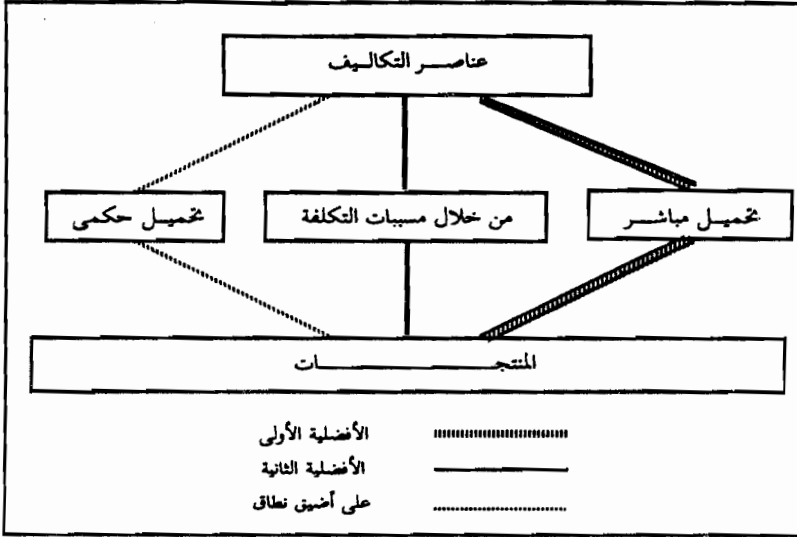 عناصر التكاليف
تحميل مباشر
من خلال مسببات التكلفة
تحميل حكمى
المنتجات
الأفضلية الأولى
الأفضلية الثانية
على أضيق نطاق